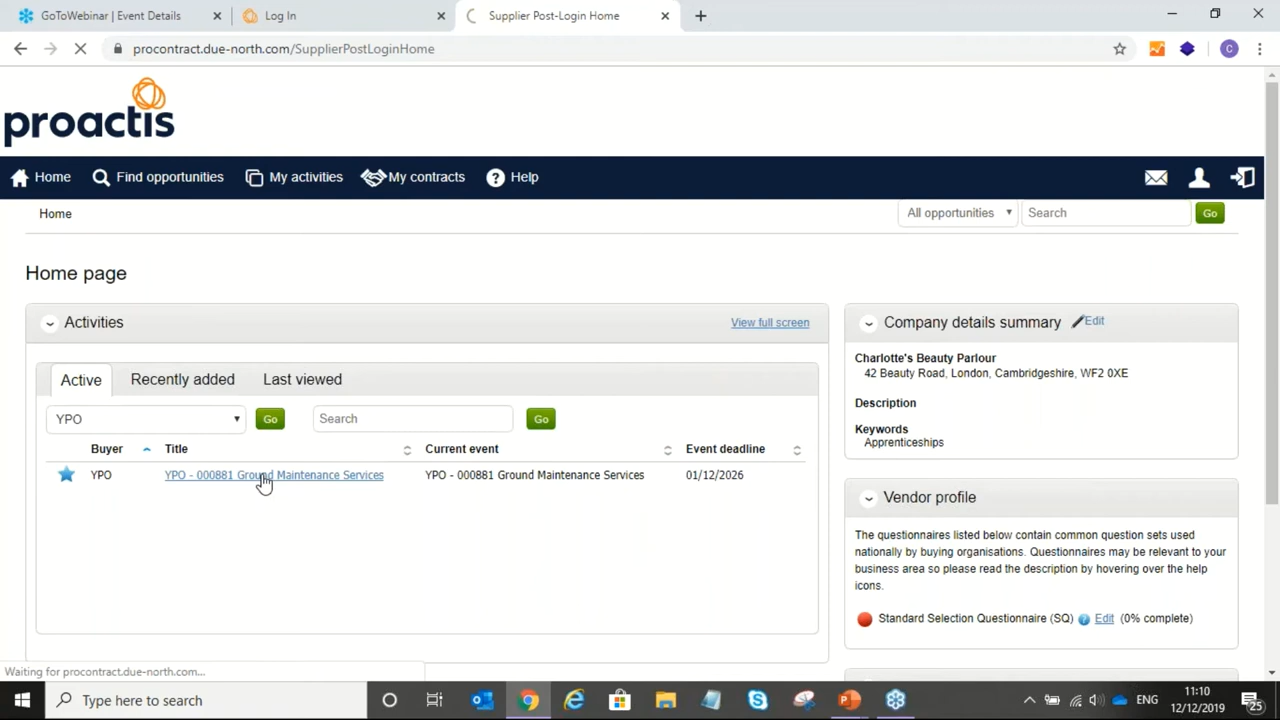 GoToWebinar | Event Details
Log In
Supplier Post-Login Home
procontract.due-north.com/SupplierPostLoginHome
C
proactis
Home
Find opportunities
My activities
My contracts
Help
Home
All opportunities
Search
Go
Home page
Activities
View full screen
Active
Recently added
Last viewed
YPO
Go
Search
Go
Buyer
Title
Current event
Event deadline
YPO
YPO - 000881 Ground Maintenance Services
YPO - 000881 Ground Maintenance Services
01/12/2026
Company details summary
Edit
Charlotte's Beauty Parlour
42 Beauty Road, London, Cambridgeshire, WF2 0XE
Description
Keywords
Apprenticeships
Vendor profile
The questionnaires listed below contain common question sets used
nationally by buying organisations. Questionnaires may be relevant to your
business area so please read the description by hovering over the help
icons.
Standard Selection Questionnaire (SQ) Edit (0% complete)
Waiting for procontract.due-north.com...
Type here to search
ENG
11:10
12/12/2019
25